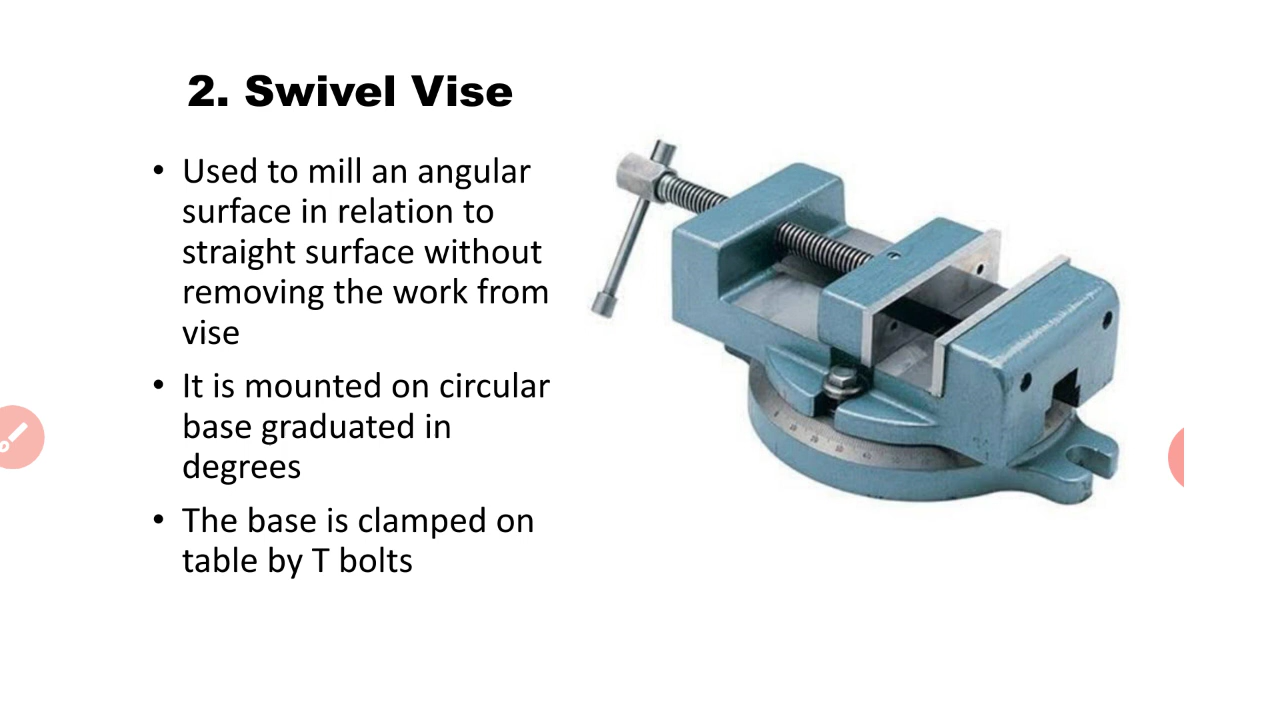 2. Swivel Vise
• Used to mill an angular
surface in relation to
straight surface without
removing the work from
vise
• It is mounted on circular
base graduated in
degrees
• The base is clamped on
table by T bolts